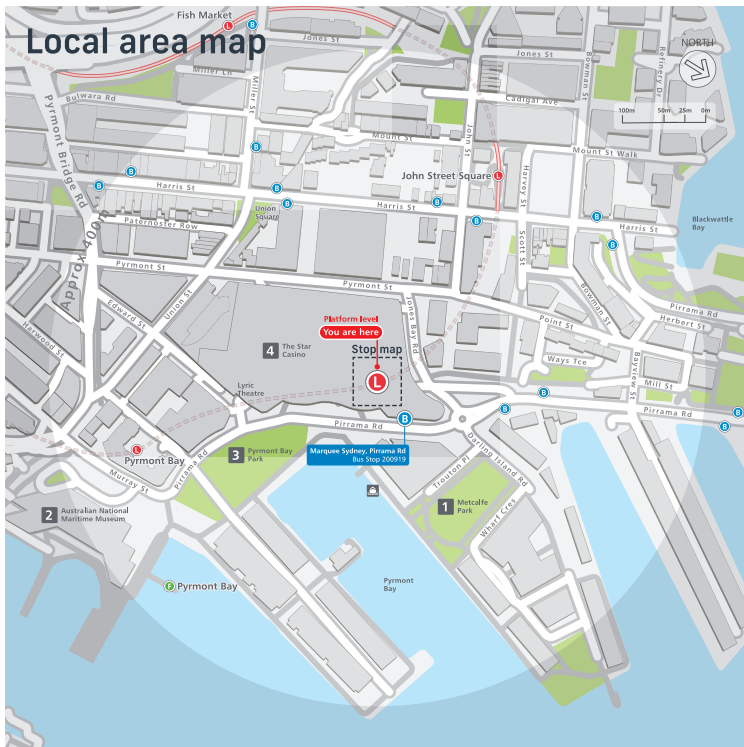 Local area map
Fish Market
L
B
B
Jones St
Miller Ln
Miller St
Bulwara Rd
Jones St
Bowman St
Refinery Dr
NORTH
100m 50m 25m 0m
Cadigal Ave
John St
Mount St
Mount St Walk
Pyrmont Bridge Rd
B
B
B
B
B
John Street Square
L
Harvey St
Harris St
Harris St
Harris St
B
B
B
B
Union Square
Paternoster Row
Blackwattle Bay
Approx 400m
Pyrmont St
Pyrmont St
Scott St
Bowman St
Pirrama Rd
Herbert St
Union St
Edward St
Harwood St
Jones Bay Rd
Point St
Ways Tce
Bayview St
Mill St
Platform level
You are here
Stop map
L
4
The Star
Casino
Lyric
Theatre
B
B
B
B
B
Pirrama Rd
Pirrama Rd
Marquee Sydney, Pirrama Rd
Bus Stop 200919
L
Pyrmont Bay
Murray St
Pirrama Rd
3
Pyrmont Bay
Park
Trouton Pl
Darling Island Rd
1
Metcalfe
Park
Wharf Cres
2
Australian National
Maritime Museum
F
Pyrmont Bay
Pyrmont
Bay